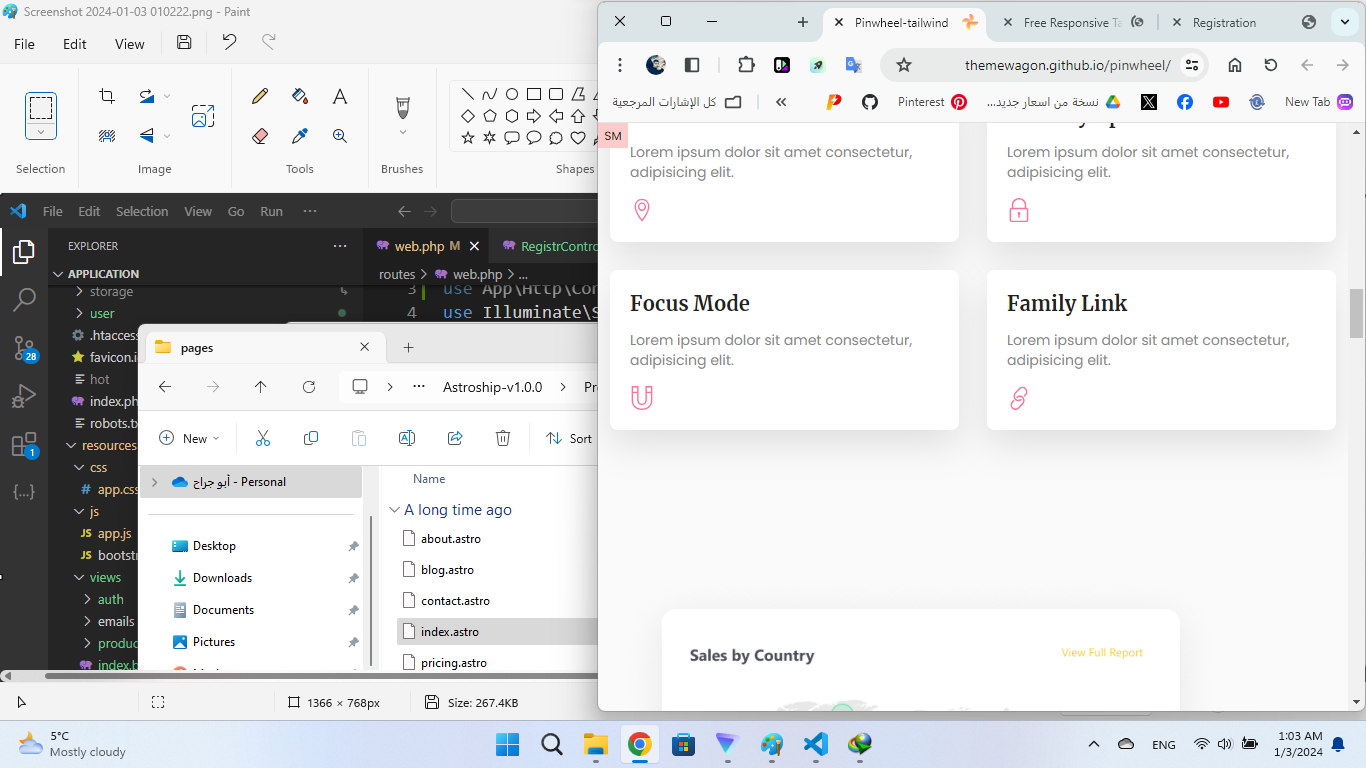 Screenshot 2024-01-03 010222.png - Paint
File Edit View
Selection
Image
Tools
Brushes
Shapes
File Edit Selection View Go Run
EXPLORER
APPLICATION
storage
user
.htaccess
favicon.i
hot
index.ph
robots.tx
resources
css
app.css
js
app.js
bootstr
views
auth
emails
produc
index.b
28
1
web.php M
RegistrContro
routes > web.php > ...
3 use App\Http\Con
4 use Illuminate\S
pages
Astroship-v1.0.0 > Pr
New
Sort
أبو جراح - Personal
Desktop
Downloads
Documents
Pictures
Name
A long time ago
about.astro
blog.astro
contact.astro
index.astro
pricing.astro
1366 × 768px
Size: 267.4KB
Pinwheel-tailwind
Free Responsive Ta
Registration
themewagon.github.io/pinwheel/
كل الإشارات المرجعية
Pinterest
نسخة من اسعار جديد...
New Tab
SM
Lorem ipsum dolor sit amet consectetur,
adipisicing elit.
Lorem ipsum dolor sit amet consectetur,
adipisicing elit.
Focus Mode
Lorem ipsum dolor sit amet consectetur,
adipisicing elit.
Family Link
Lorem ipsum dolor sit amet consectetur,
adipisicing elit.
Sales by Country
View Full Report
5°C
Mostly cloudy
ENG
1:03 AM
1/3/2024